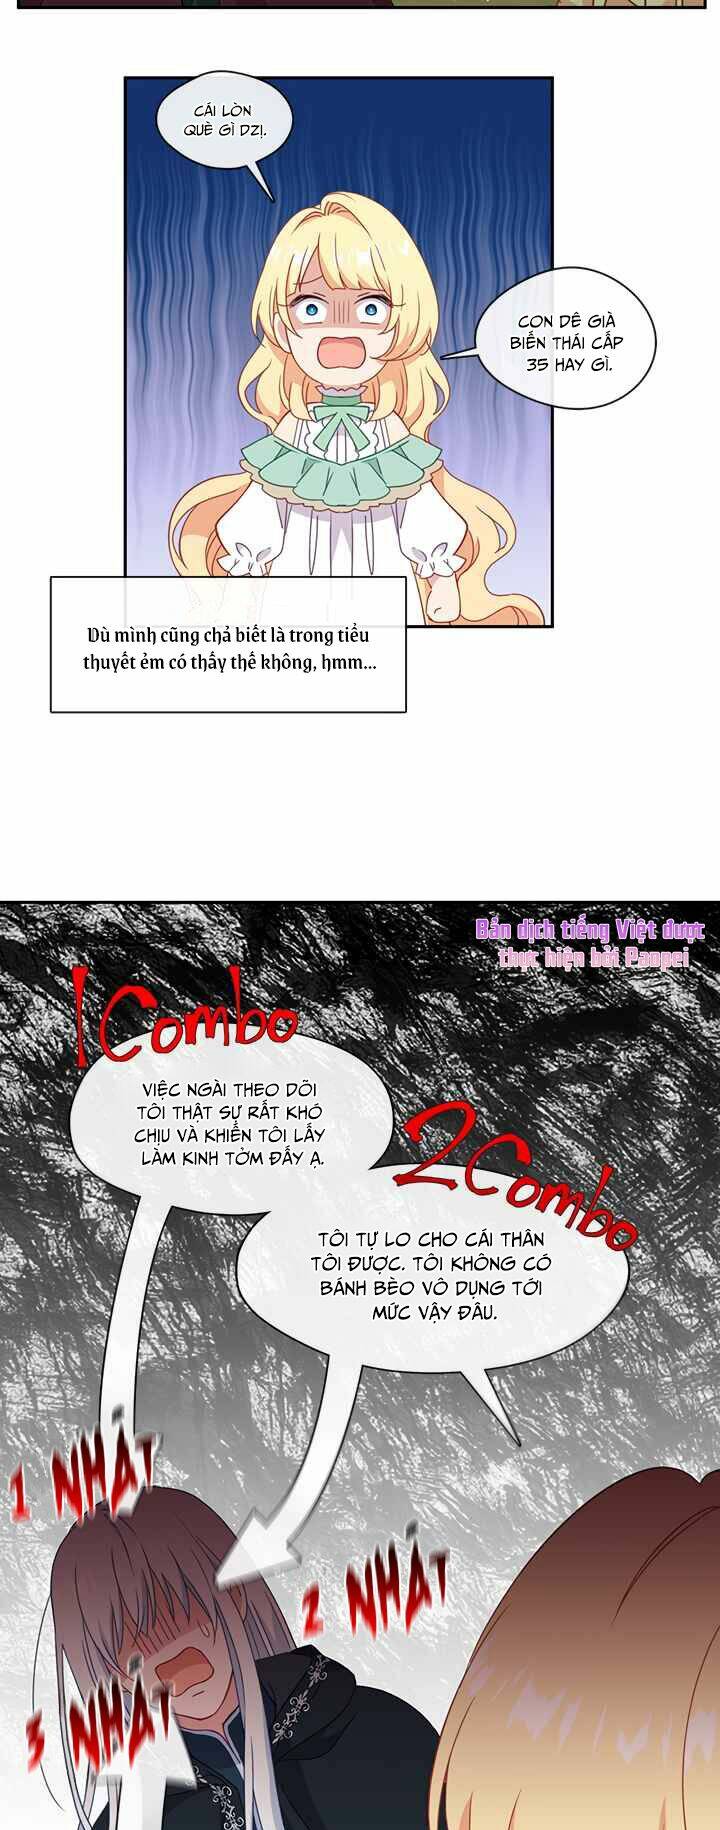 CÁI LÒN
QUÈ GÌ DZỊ.
CON DÊ GIÀ
BIẾN THÁI CẤP
35 HAY GÌ.
Dù mình cũng chả biết là trong tiểu
thuyết ẻm có thấy thế không, hmm...
Bản dịch tiếng Việt được
thực hiện bởi Paopei
1Combo
VIỆC NGÀI THEO DÕI
TÔI THẬT SỰ RẤT KHÓ
CHỊU VÀ KHIẾN TÔI LẤY
LÀM KINH TỞM ĐẤY Ạ.
2Combo
TÔI TỰ LO CHO CÁI THÂN
TÔI ĐƯỢC. TÔI KHÔNG CÓ
BÁNH BÈO VÔ DỤNG TỚI
MỨC VẬY ĐÂU.
1 NHÁT
2 NHÁT
3 NHÁT